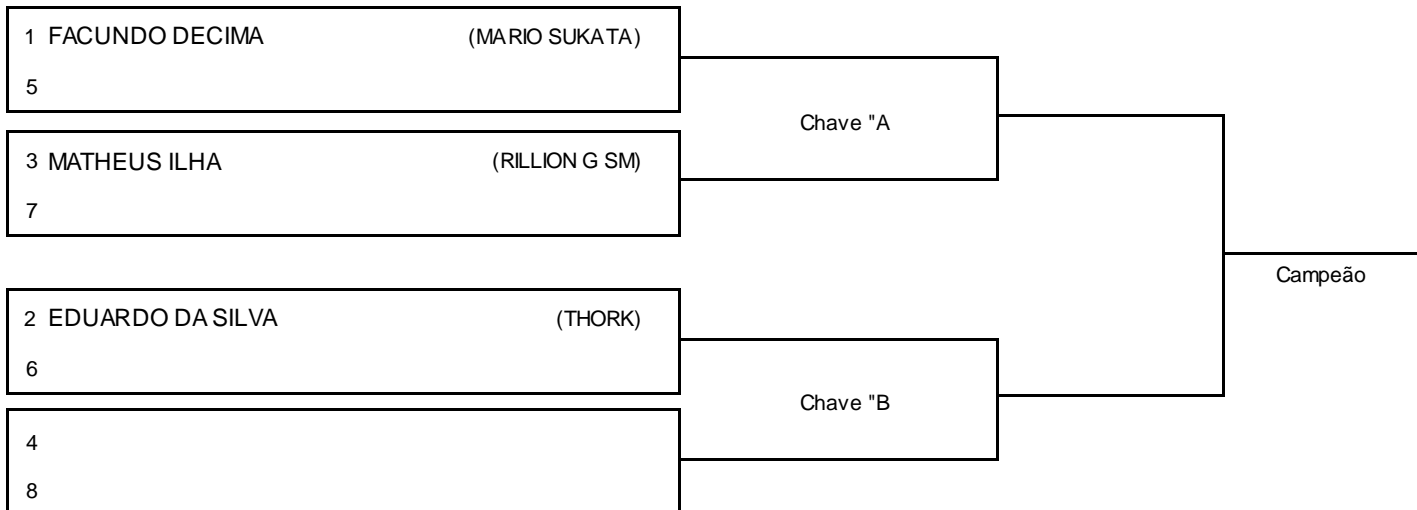 1 FACUNDO DECIMA (MARIO SUKATA)
5
Chave "A
3 MATHEUS ILHA (RILLION G SM)
7
Campeão
2 EDUARDO DA SILVA (THORK)
6
Chave "B
4
8